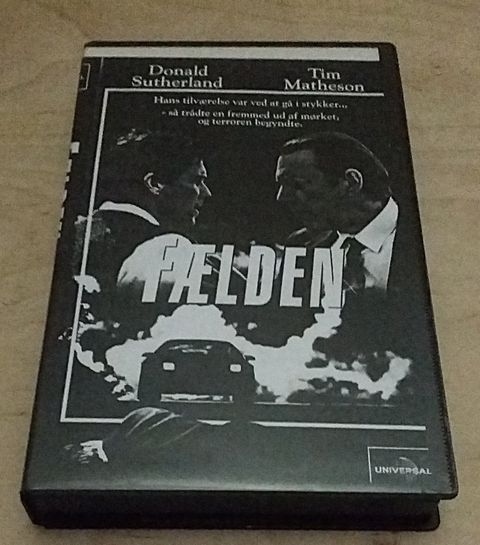 Donald
Sutherland
Tim
Matheson
Hans tilværelse var ved at gå i stykker...
- så trådte en fremmed ud af mørket,
og terroren begyndte.
FÆLDEN
UNIVERSAL